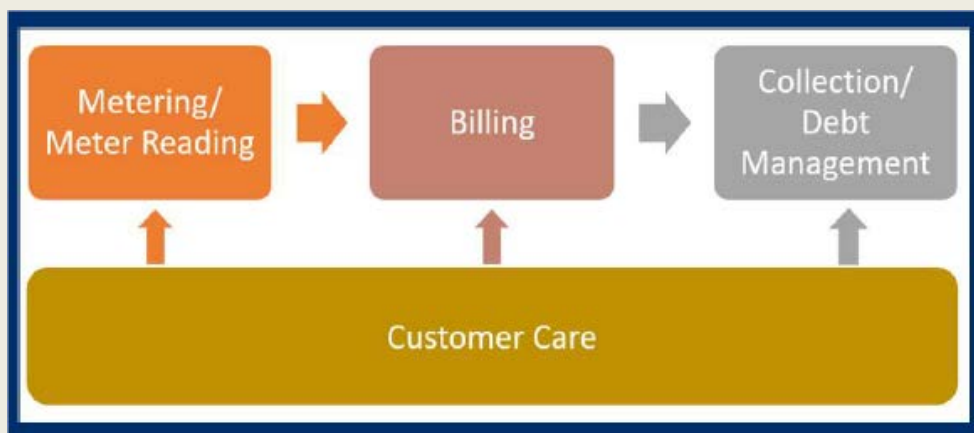 Metering/
Meter Reading
Billing
Collection/
Debt
Management
Customer Care